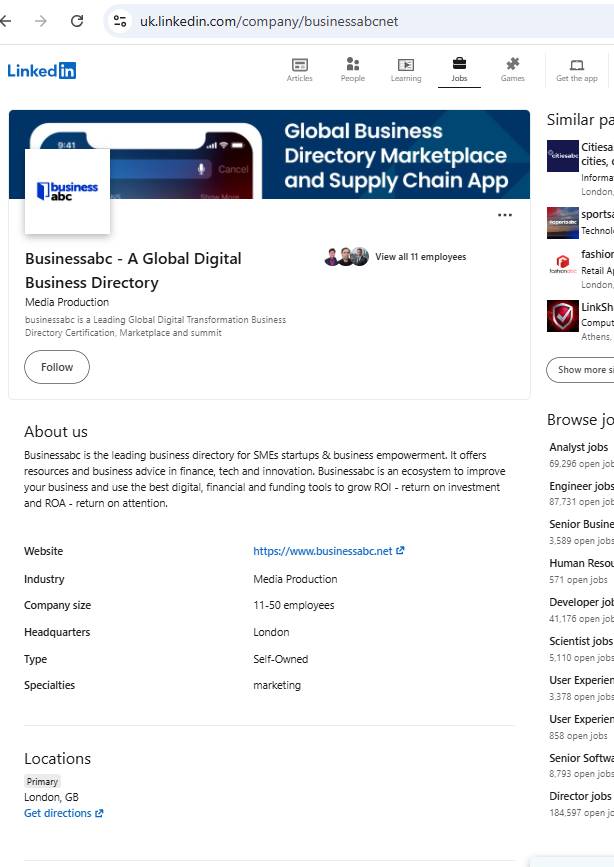 uk.linkedin.com/company/businessabcnet
Linkedin
Articles
People
Learning
Jobs
Games
Get the app
9:41
Cancel
Show More
Global Business
Directory Marketplace
and Supply Chain App
business
abc
Businessabc - A Global Digital
Business Directory
Media Production
businessabc is a Leading Global Digital Transformation Business
Directory Certification, Marketplace and summit
View all 11 employees
Follow
About us
Businessabc is the leading business directory for SMEs startups & business empowerment. It offers
resources and business advice in finance, tech and innovation. Businessabc is an ecosystem to improve
your business and use the best digital, financial and funding tools to grow ROI - return on investment
and ROA - return on attention.
Website https://www.businessabc.net
Industry Media Production
Company size 11-50 employees
Headquarters London
Type Self-Owned
Specialties marketing
Locations
Primary
London, GB
Get directions
Similar pa
citiesabc
Citiesa
cities, 
Informa
London,
sportsabc
sportsa
Technol
fashionabc
fashion
Retail Ap
London,
LinkSh
Comput
Athens,
Show more si
Browse jo
Analyst jobs
69,296 open job
Engineer jobs
87,731 open job
Senior Busine
3,589 open jobs
Human Resou
571 open jobs
Developer job
41,176 open job
Scientist jobs
5,110 open jobs
User Experien
3,378 open jobs
User Experien
858 open jobs
Senior Softwa
8,793 open jobs
Director jobs
184,597 open jo